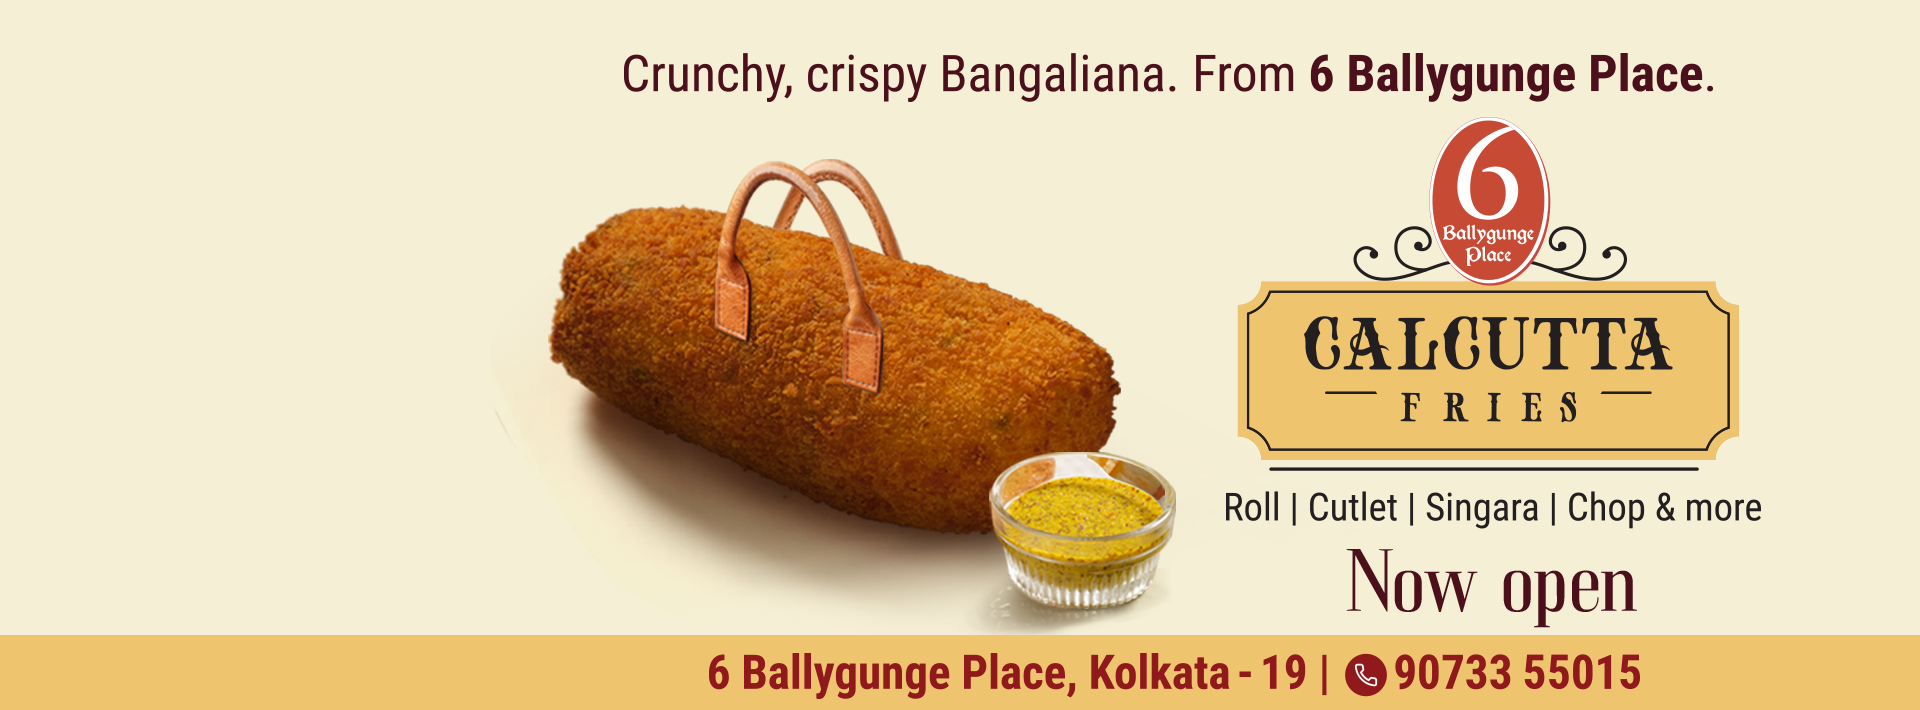 Crunchy, crispy Bangaliana. From 6 Ballygunge Place.
6
Ballygunge
Place
CALCUTTA
FRIES
Roll | Cutlet | Singara | Chop & more
Now open
6 Ballygunge Place, Kolkata - 19 | 90733 55015